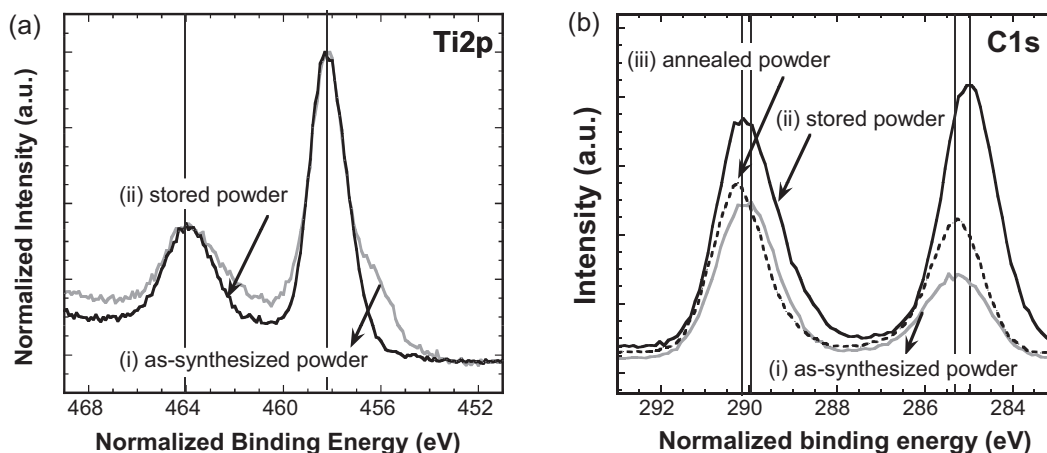 (a)
Ti2p
(ii) stored powder
(i) as-synthesized powder
Normalized Intensity (a.u.)
468 464 460 456 452
Normalized Binding Energy (eV)
(b)
C1s
(iii) annealed powder
(ii) stored powder
(i) as-synthesized powder
Intensity (a.u.)
292 290 288 286 284
Normalized binding energy (eV)